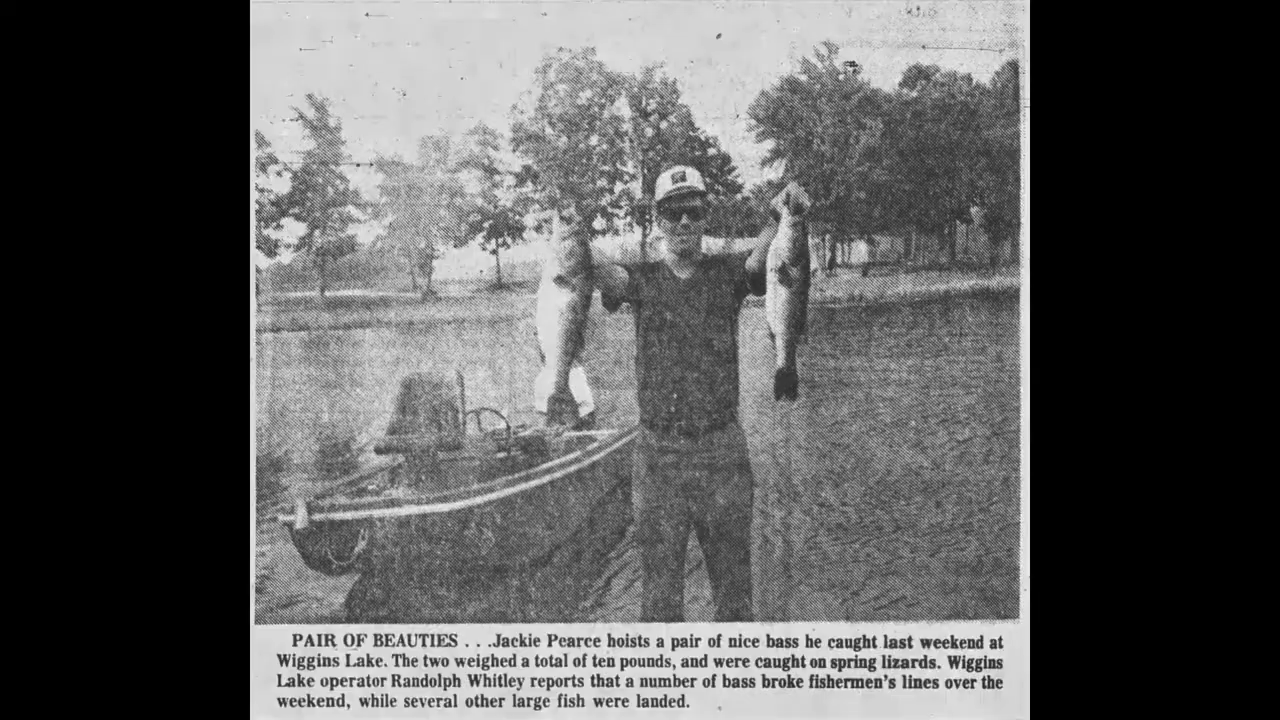 PAIR OF BEAUTIES . . .Jackie Pearce hoists a pair of nice bass he caught last weekend at
Wiggins Lake. The two weighed a total of ten pounds, and were caught on spring lizards. Wiggins
Lake operator Randolph Whitley reports that a number of bass broke fishermen's lines over the
weekend, while several other large fish were landed.